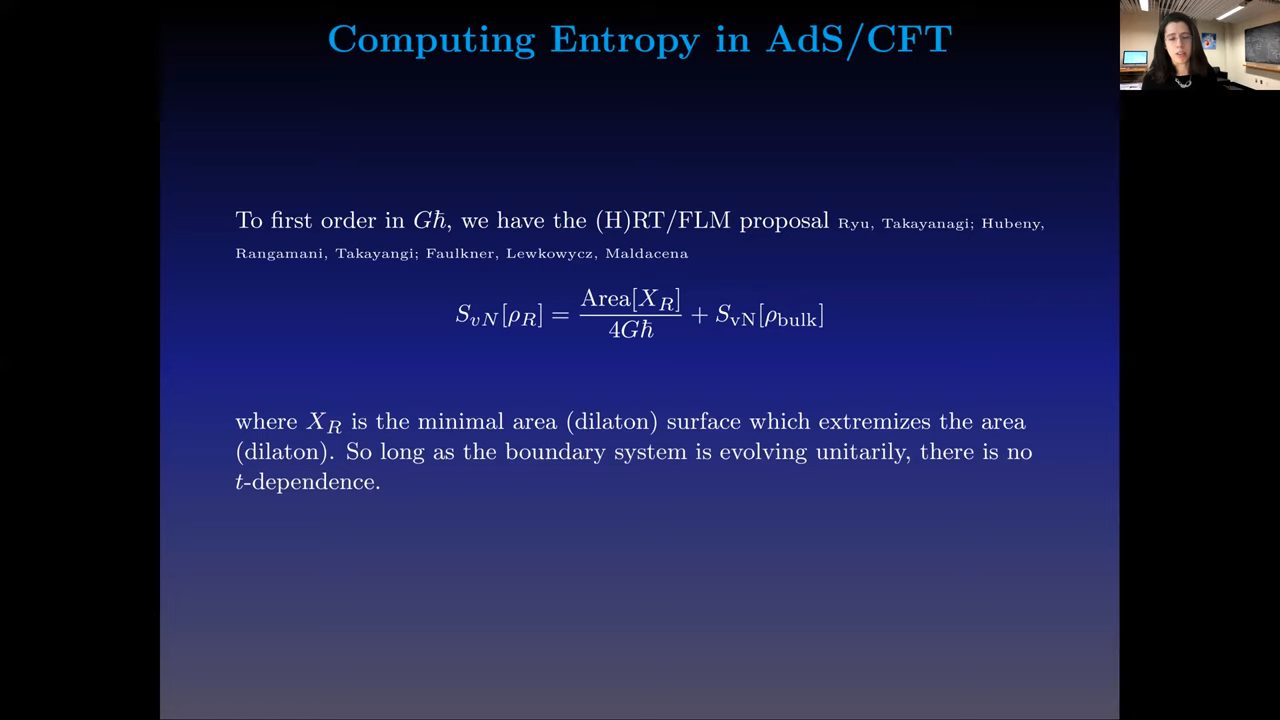 Computing Entropy in AdS/CFT
To first order in Għ, we have the (H)RT/FLM proposal Ryu, Takayanagi; Hubeny,
Rangamani, Takayangi; Faulkner, Lewkowycz, Maldacena
S_{vN}[ρ_R] = Area[X_R] / 4Għ + S_{vN}[ρ_{bulk}]
where X_R is the minimal area (dilaton) surface which extremizes the area
(dilaton). So long as the boundary system is evolving unitarily, there is no
t-dependence.